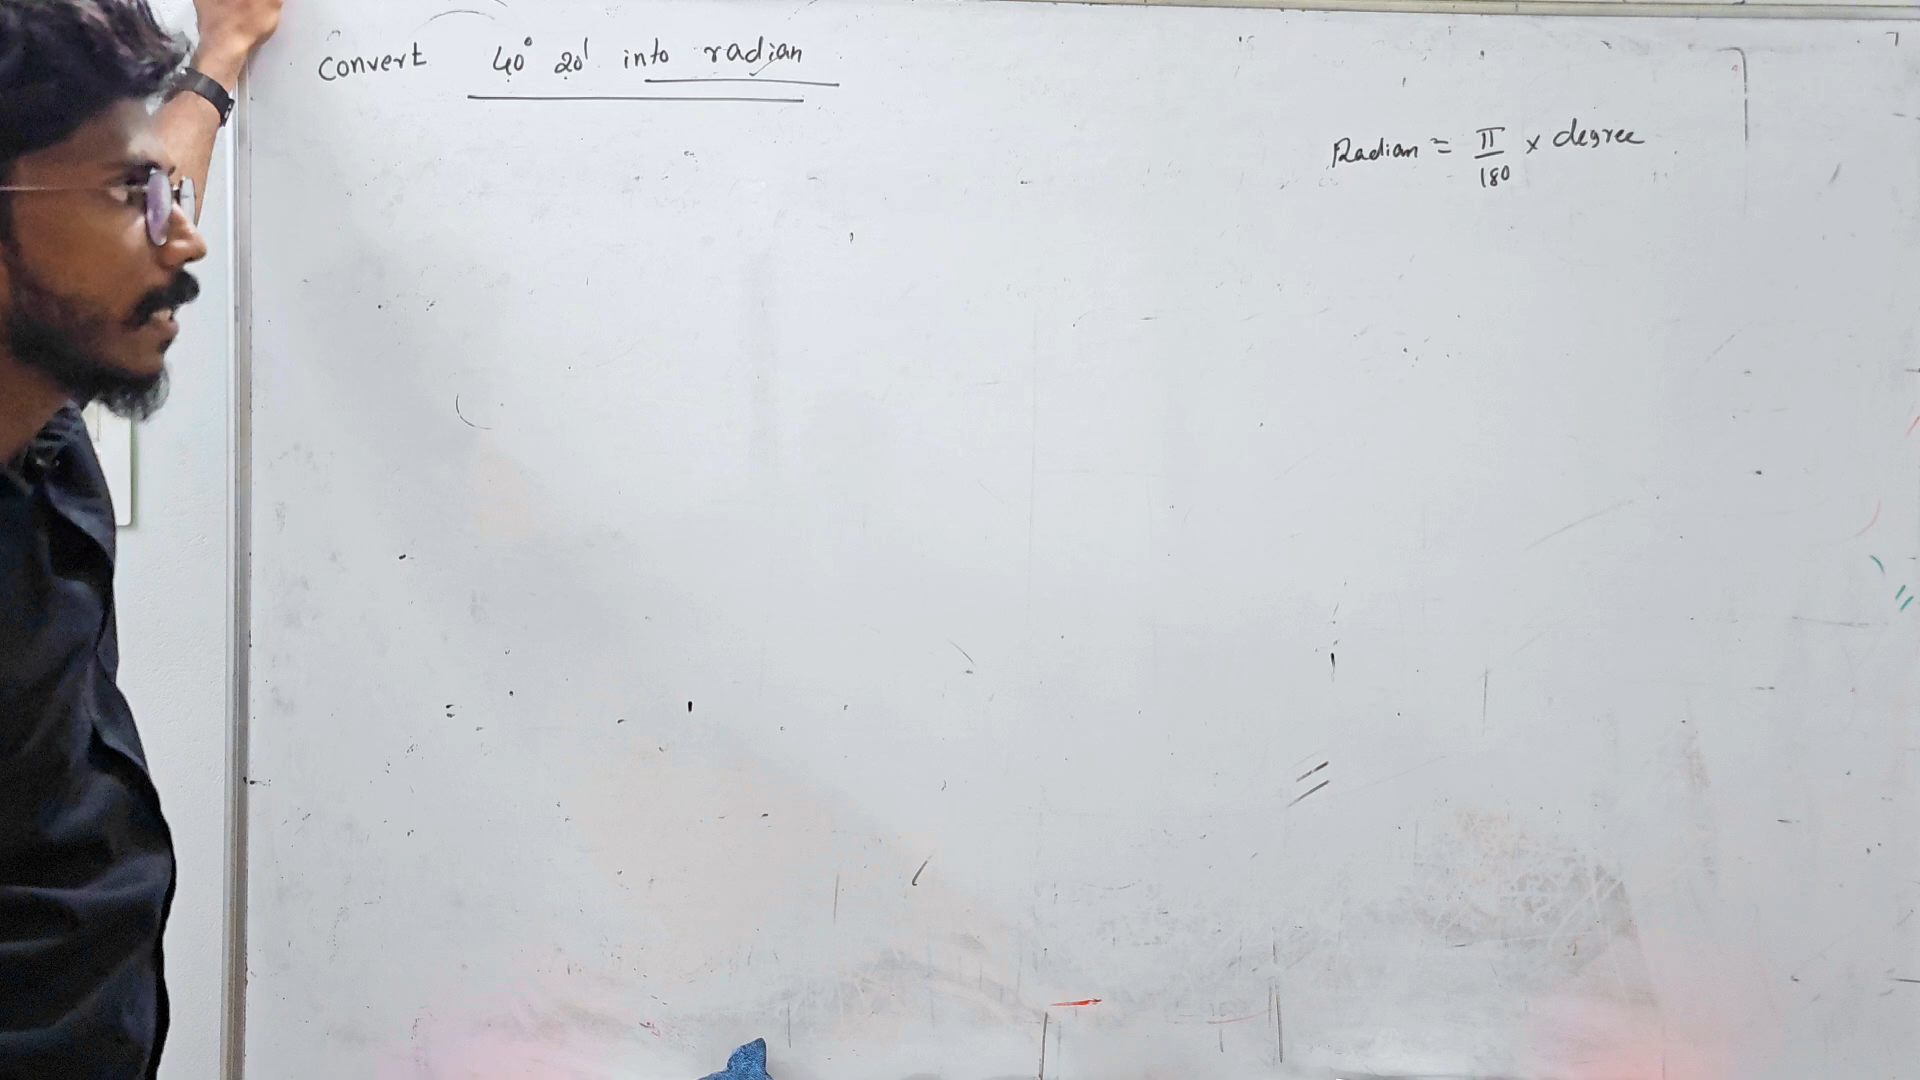 Convert 40° 20' into radian
Radian = π/180 × degree